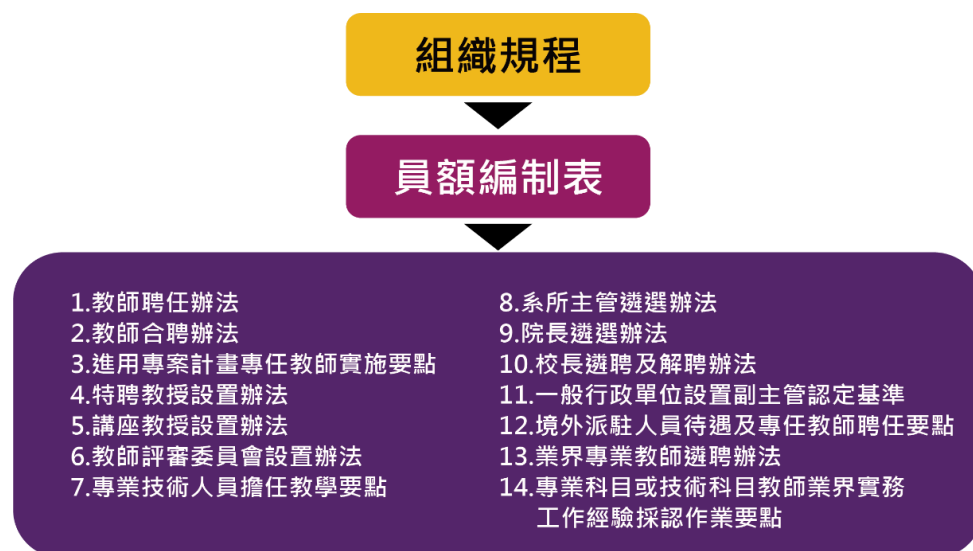 組織規程
員額編制表
1.教師聘任辦法
2.教師合聘辦法
3.進用專案計畫專任教師實施要點
4.特聘教授設置辦法
5.講座教授設置辦法
6.教師評審委員會設置辦法
7.專業技術人員擔任教學要點
8.系所主管遴選辦法
9.院長遴選辦法
10.校長遴聘及解聘辦法
11.一般行政單位設置副主管認定基準
12.境外派駐人員待遇及專任教師聘任要點
13.業界專業教師遴聘辦法
14.專業科目或技術科目教師業界實務
工作經驗採認作業要點